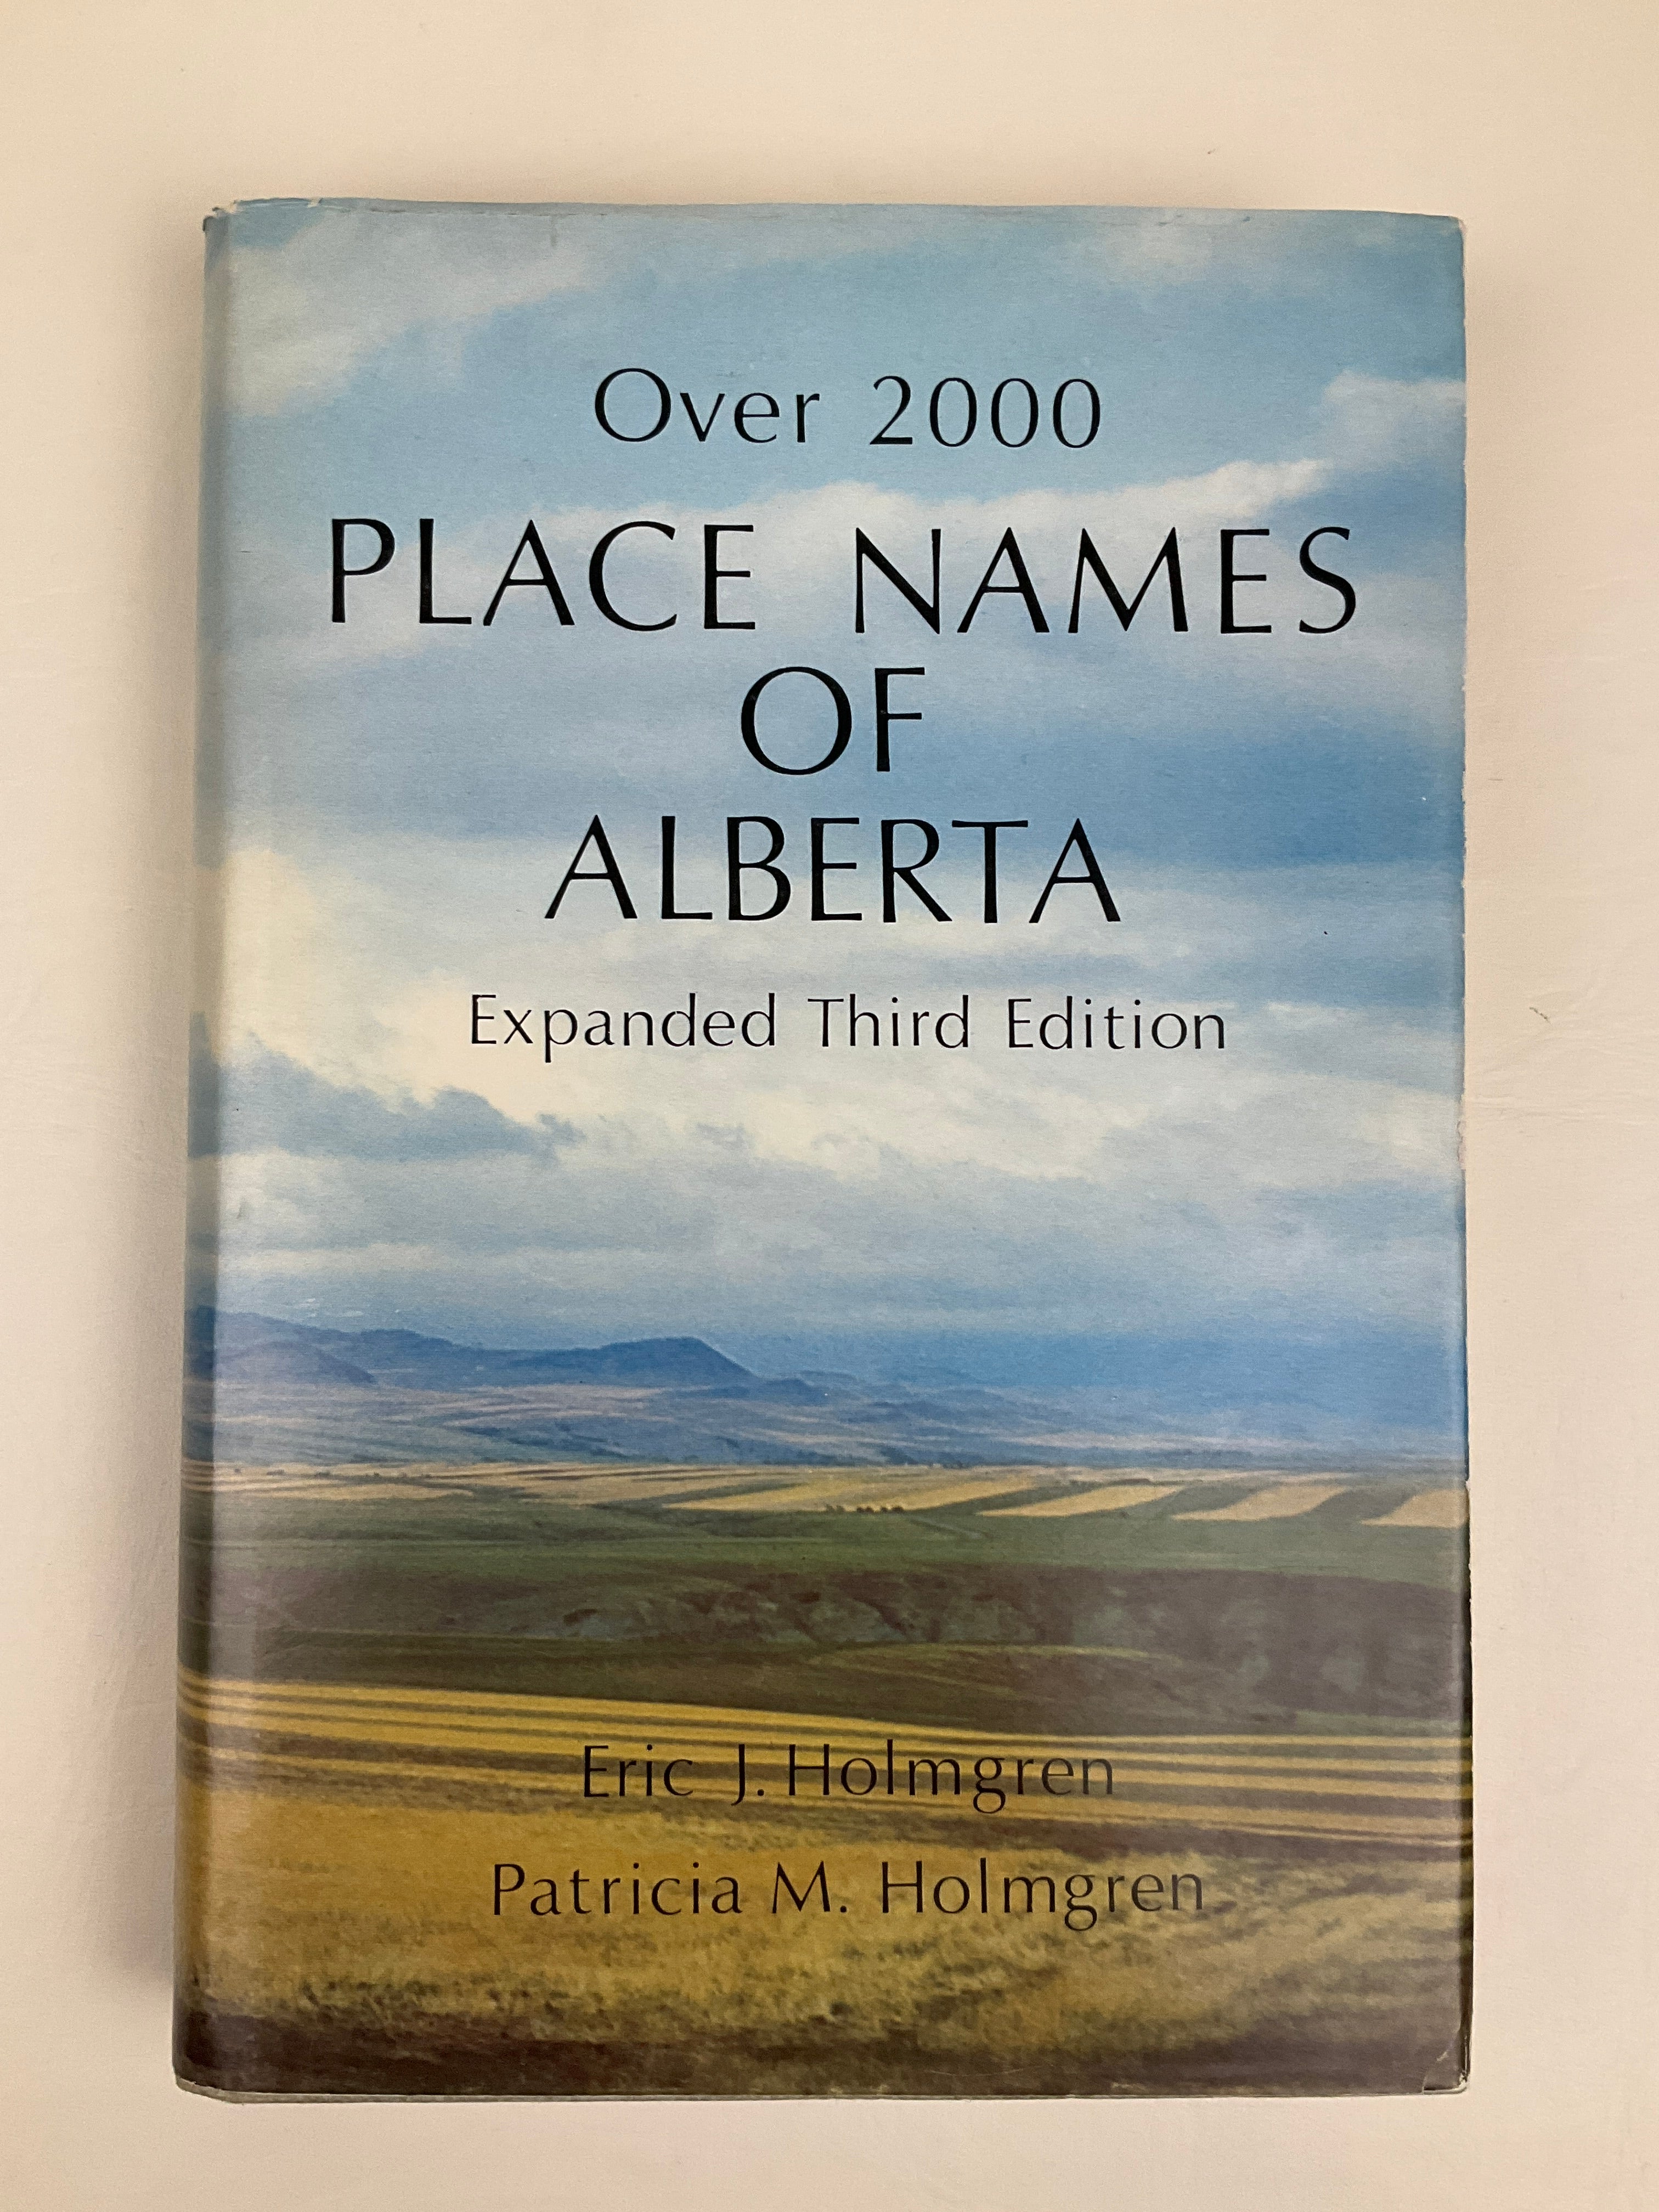 Over 2000
PLACE NAMES
OF
ALBERTA
Expanded Third Edition
Eric J. Holmgren
Patricia M. Holmgren